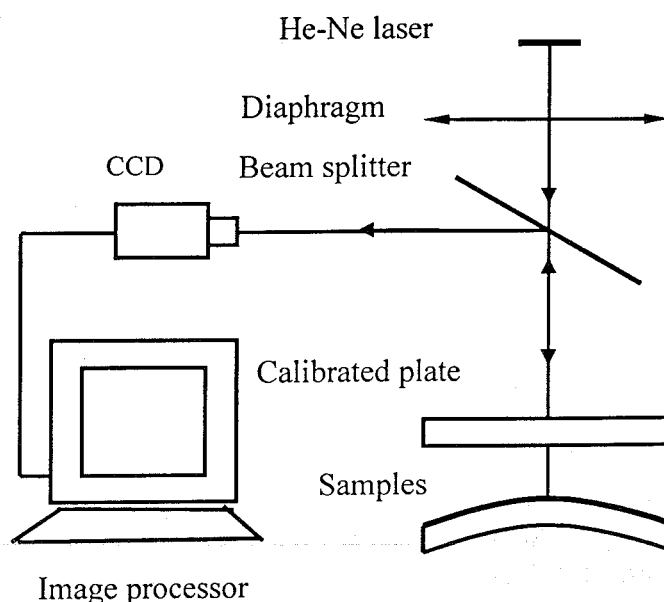 He-Ne laser
Diaphragm
CCD
Beam splitter
Calibrated plate
Samples
Image processor